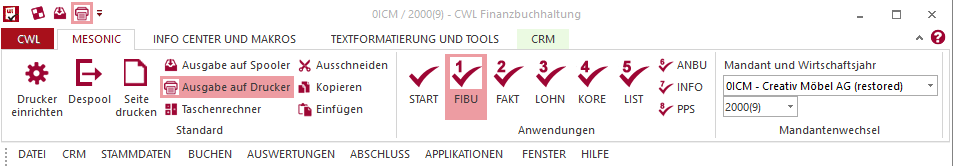 0ICM / 2000(9) - CWL Finanzbuchhaltung
CWL MESONIC INFO CENTER UND MAKROS TEXTFORMATIERUNG UND TOOLS CRM
Drucker einrichten
Despool
Seite drucken
Ausgabe auf Spooler
Ausgabe auf Drucker
Taschenrechner
Ausschneiden
Kopieren
Einfügen
Standard
START
1 FIBU
2 FAKT
3 LOHN
4 KORE
5 LIST
6 ANBU
7 INFO
8 PPS
Anwendungen
Mandant und Wirtschaftsjahr
0ICM - Creativ Möbel AG (restored)
2000(9)
Mandantenwechsel
DATEI CRM STAMMDATEN BUCHEN AUSWERTUNGEN ABSCHLUSS APPLIKATIONEN FENSTER HILFE